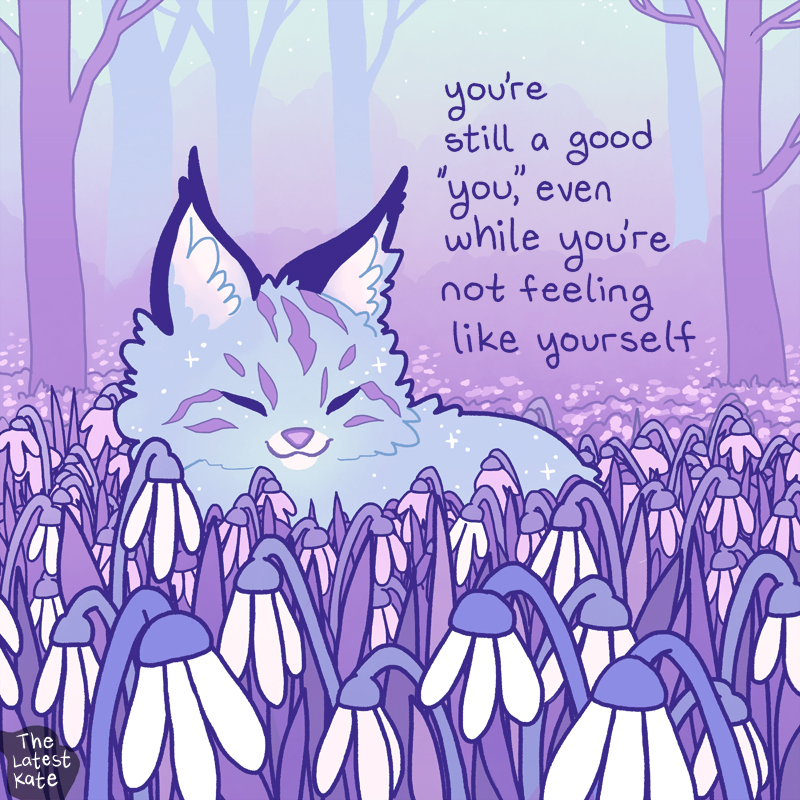 you're
still a good
"you," even
while you're
not feeling
like yourself
The
Latest
Kate